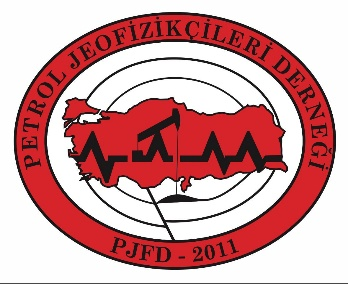 PETROL JEOFİZİKÇİLERİ DERNEĞİ
PJFD - 2011